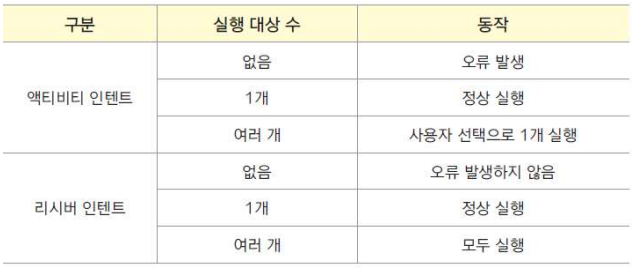 구분 실행 대상 수 동작
없음 오류 발생
액티비티 인텐트 1개 정상 실행
여러 개 사용자 선택으로 1개 실행
없음 오류 발생하지 않음
리시버 인텐트 1개 정상 실행
여러 개 모두 실행